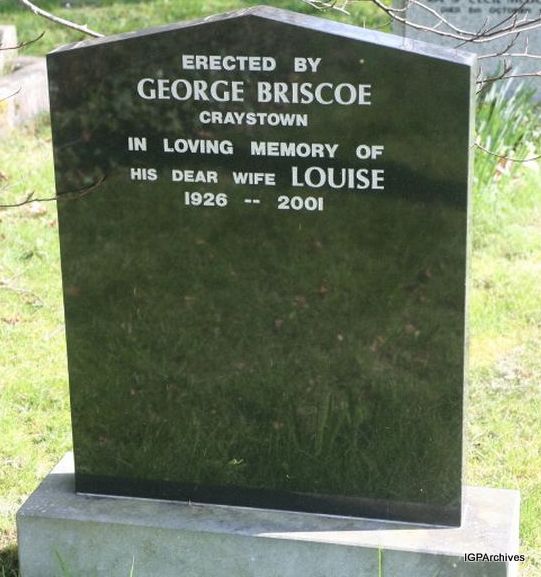 ERECTED BY
GEORGE BRISCOE
CRAYSTOWN
IN LOVING MEMORY OF
HIS DEAR WIFE LOUISE
1926 -- 2001
IGPArchives